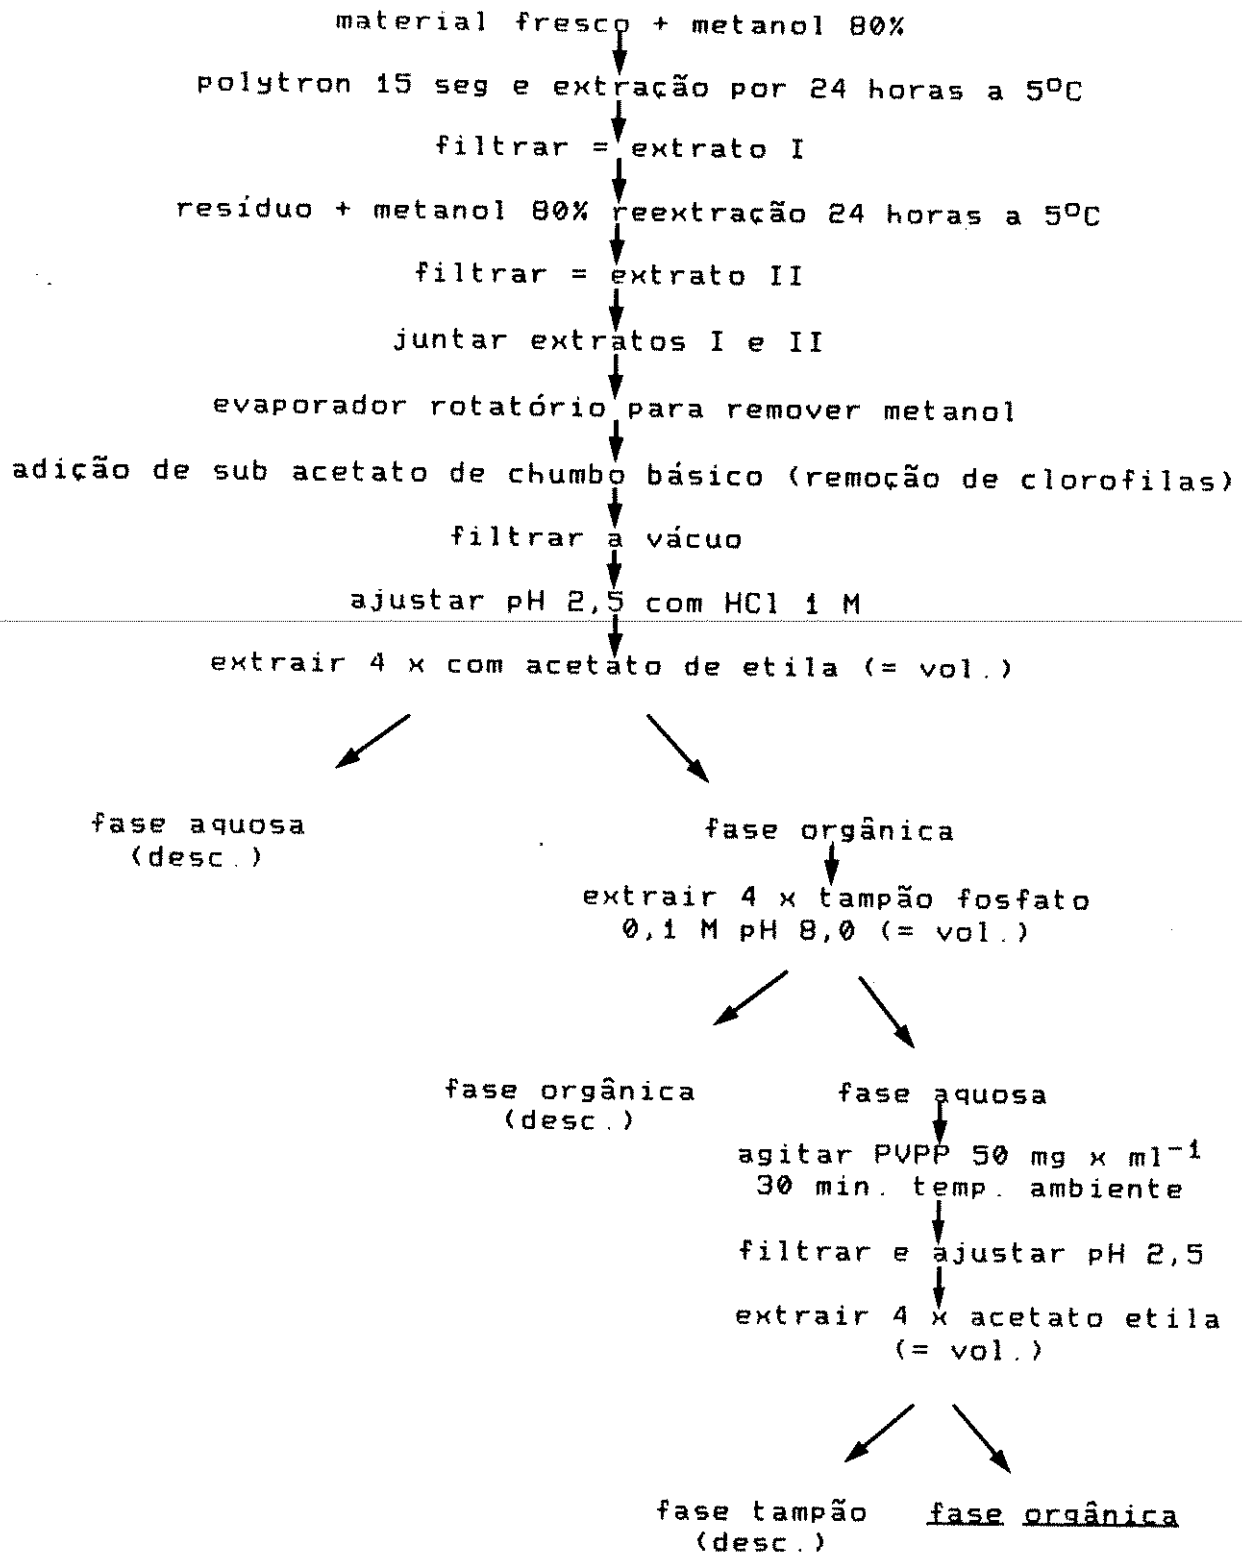 material fresco + metanol 80%
polytron 15 seg e extração por 24 horas a 5ºC
filtrar = extrato I
resíduo + metanol 80% reextração 24 horas a 5ºC
filtrar = extrato II
juntar extratos I e II
evaporador rotatório para remover metanol
adição de sub acetato de chumbo básico (remoção de clorofilas)
filtrar a vácuo
ajustar pH 2,5 com HCl 1 M
extrair 4 x com acetato de etila (= vol.)
fase aquosa
(desc.)
fase orgânica
extrair 4 x tampão fosfato
0,1 M pH 8,0 (= vol.)
fase orgânica
(desc.)
fase aquosa
agitar PVPP 50 mg x ml⁻¹
30 min. temp. ambiente
filtrar e ajustar pH 2,5
extrair 4 x acetato etila
(= vol.)
fase tampão
(desc.)
fase orgânica